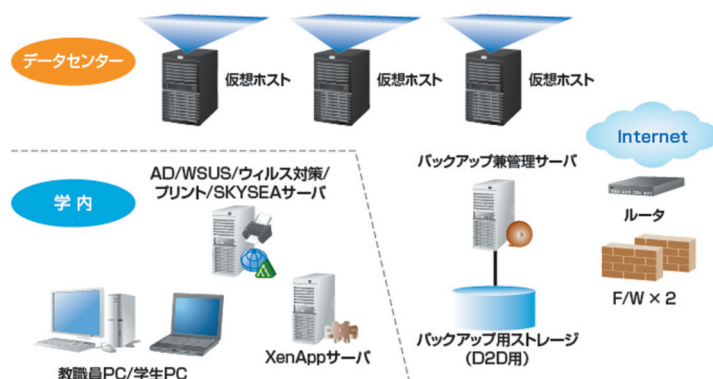 データセンター
仮想ホスト
仮想ホスト
仮想ホスト
Internet
ルータ
F/W × 2
バックアップ兼管理サーバ
バックアップ用ストレージ
(D2D用)
学内
AD/WSUS/ウィルス対策/
プリント/SKYSEAサーバ
XenAppサーバ
教職員PC/学生PC